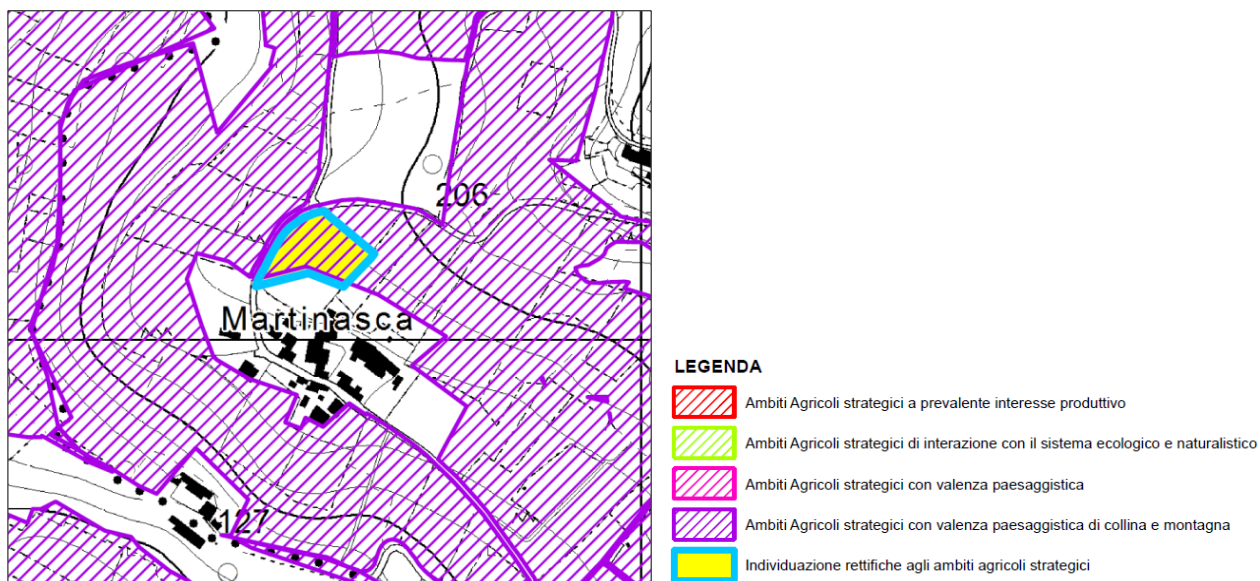 206
Martinasca
127
LEGENDA
Ambiti Agricoli strategici a prevalente interesse produttivo
Ambiti Agricoli strategici di interazione con il sistema ecologico e naturalistico
Ambiti Agricoli strategici con valenza paesaggistica
Ambiti Agricoli strategici con valenza paesaggistica di collina e montagna
Individuazione rettifiche agli ambiti agricoli strategici